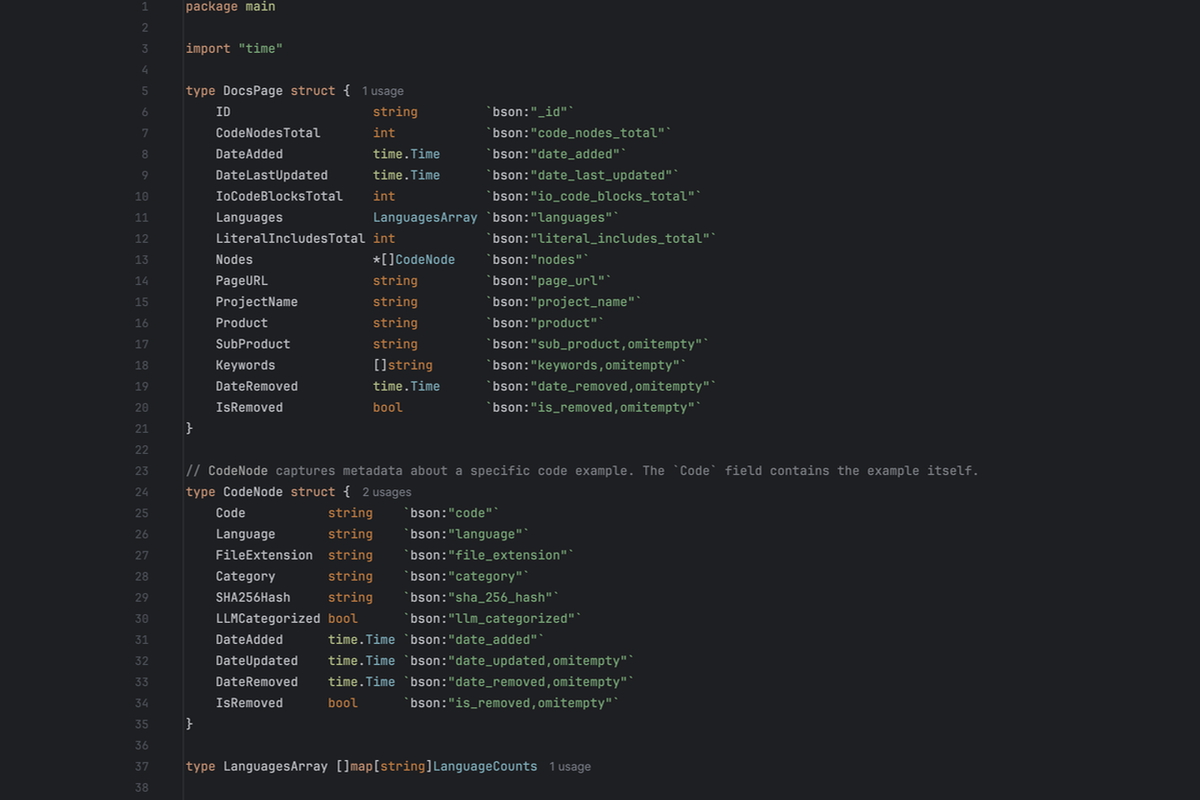 1 package main
2
3 import "time"
4
5 type DocsPage struct { 1 usage
6 ID string `bson:"_id"`
7 CodeNodesTotal int `bson:"code_nodes_total"`
8 DateAdded time.Time `bson:"date_added"`
9 DateLastUpdated time.Time `bson:"date_last_updated"`
10 IoCodeBlocksTotal int `bson:"io_code_blocks_total"`
11 Languages LanguagesArray `bson:"languages"`
12 LiteralIncludesTotal int `bson:"literal_includes_total"`
13 Nodes *[]CodeNode `bson:"nodes"`
14 PageURL string `bson:"page_url"`
15 ProjectName string `bson:"project_name"`
16 Product string `bson:"product"`
17 SubProduct string `bson:"sub_product,omitempty"`
18 Keywords []string `bson:"keywords,omitempty"`
19 DateRemoved time.Time `bson:"date_removed,omitempty"`
20 IsRemoved bool `bson:"is_removed,omitempty"`
21 }
22
23 // CodeNode captures metadata about a specific code example. The `Code` field contains the example itself.
24 type CodeNode struct { 2 usages
25 Code string `bson:"code"`
26 Language string `bson:"language"`
27 FileExtension string `bson:"file_extension"`
28 Category string `bson:"category"`
29 SHA256Hash string `bson:"sha_256_hash"`
30 LLMCategorized bool `bson:"llm_categorized"`
31 DateAdded time.Time `bson:"date_added"`
32 DateUpdated time.Time `bson:"date_updated,omitempty"`
33 DateRemoved time.Time `bson:"date_removed,omitempty"`
34 IsRemoved bool `bson:"is_removed,omitempty"`
35 }
36
37 type LanguagesArray []map[string]LanguageCounts 1 usage
38